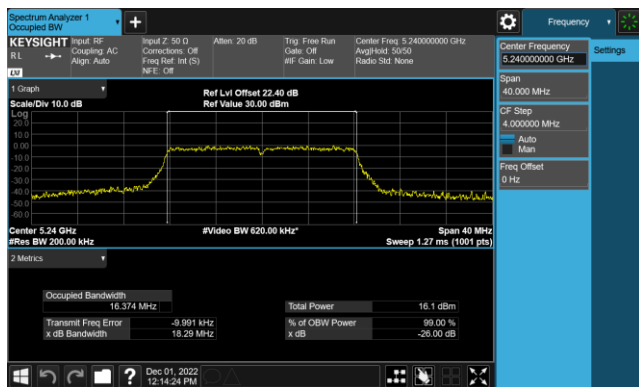 Spectrum Analyzer 1
Occupied BW
Frequency
KEYSIGHT
RL
LXI
Input: RF
Coupling: AC
Align: Auto
Input Z: 50 Ω
Corrections: Off
Freq Ref: Int (S)
NFE: Off
Atten: 20 dB
Trig: Free Run
Gate: Off
#IF Gain: Low
Center Freq: 5.240000000 GHz
Avg|Hold: 50/50
Radio Std: None
Center Frequency
5.240000000 GHz
Settings
Span
40.000 MHz
CF Step
4.000000 MHz
Auto
Man
Freq Offset
0 Hz
1 Graph
Scale/Div 10.0 dB
Ref Lvl Offset 22.40 dB
Ref Value 30.00 dBm
Log
20.0
10.0
0.00
-10.0
-20.0
-30.0
-40.0
-50.0
-60.0
Center 5.24 GHz
#Res BW 200.00 kHz
#Video BW 620.00 kHz*
Span 40 MHz
Sweep 1.27 ms (1001 pts)
2 Metrics
Occupied Bandwidth
16.374 MHz
Total Power 16.1 dBm
Transmit Freq Error -9.991 kHz
% of OBW Power 99.00 %
x dB Bandwidth 18.29 MHz
x dB -26.00 dB
?
Dec 01, 2022
12:14:24 PM